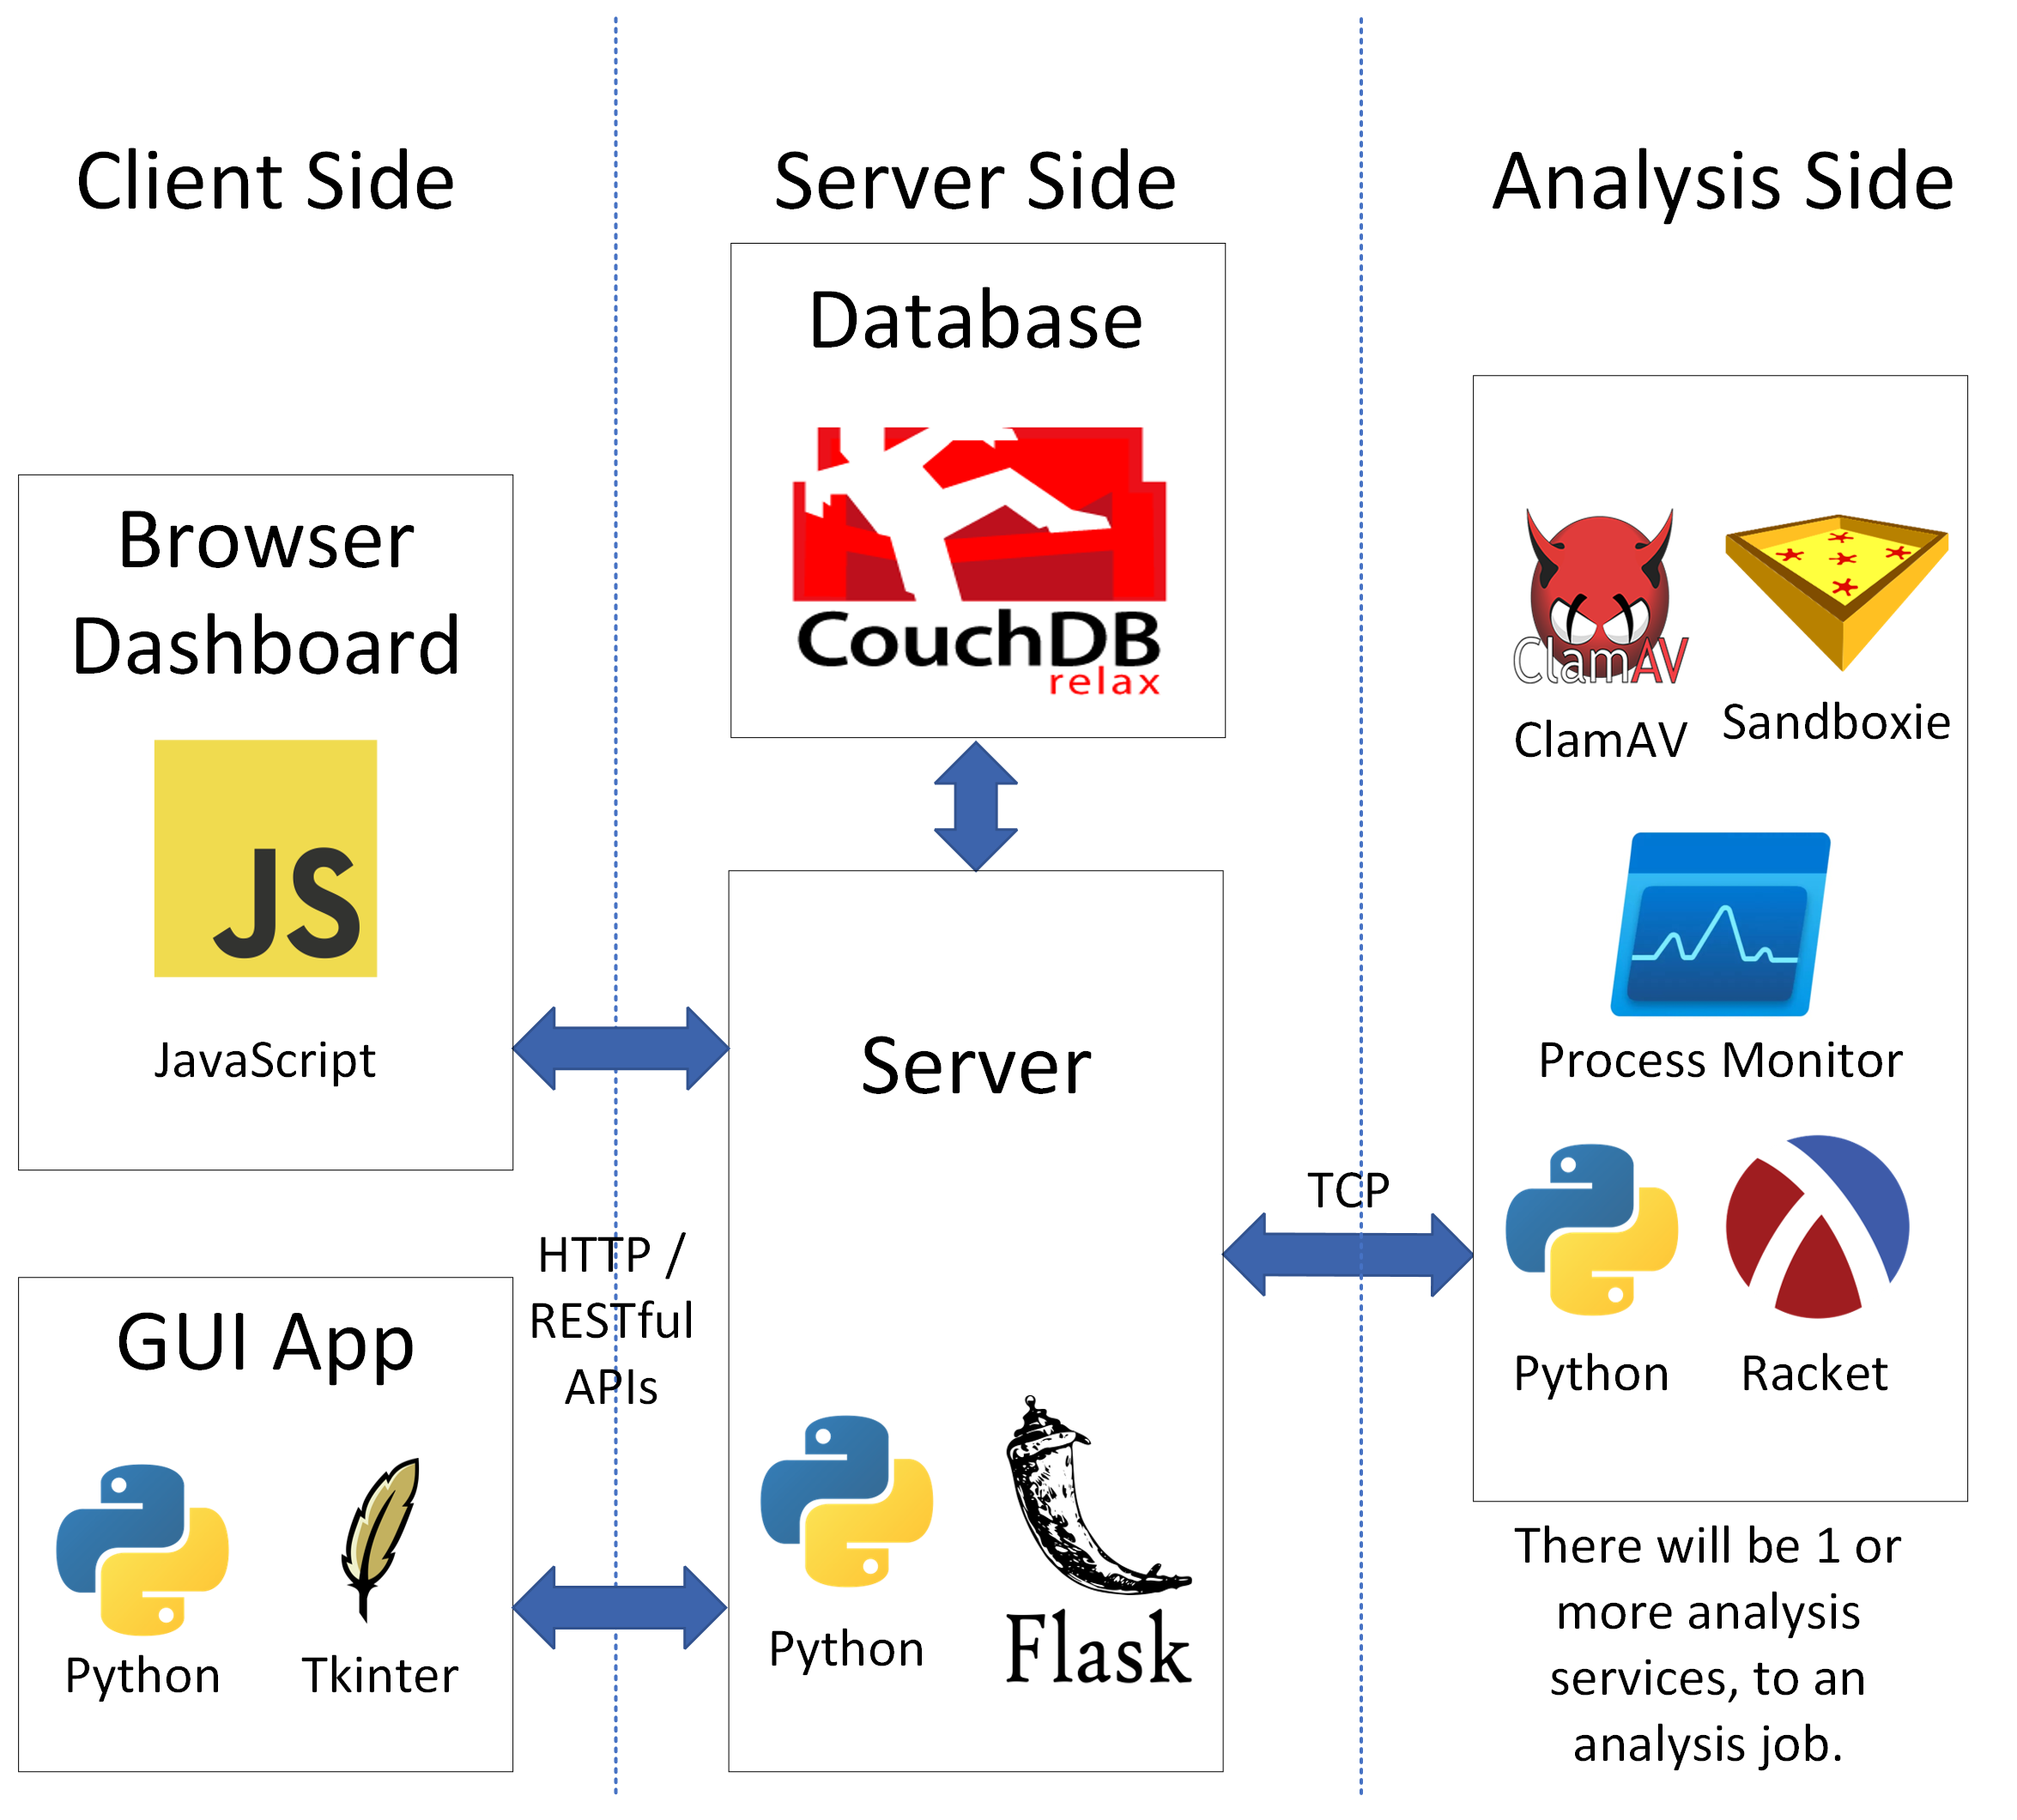 Client Side
Server Side
Analysis Side
Browser
Dashboard
JS
JavaScript
GUI App
Python
Tkinter
HTTP /
RESTful
APIs
Database
CouchDB
relax
Server
Python
Flask
TCP
ClamAV
ClamAV
Sandboxie
Process Monitor
Python
Racket
There will be 1 or
more analysis
services, to an
analysis job.